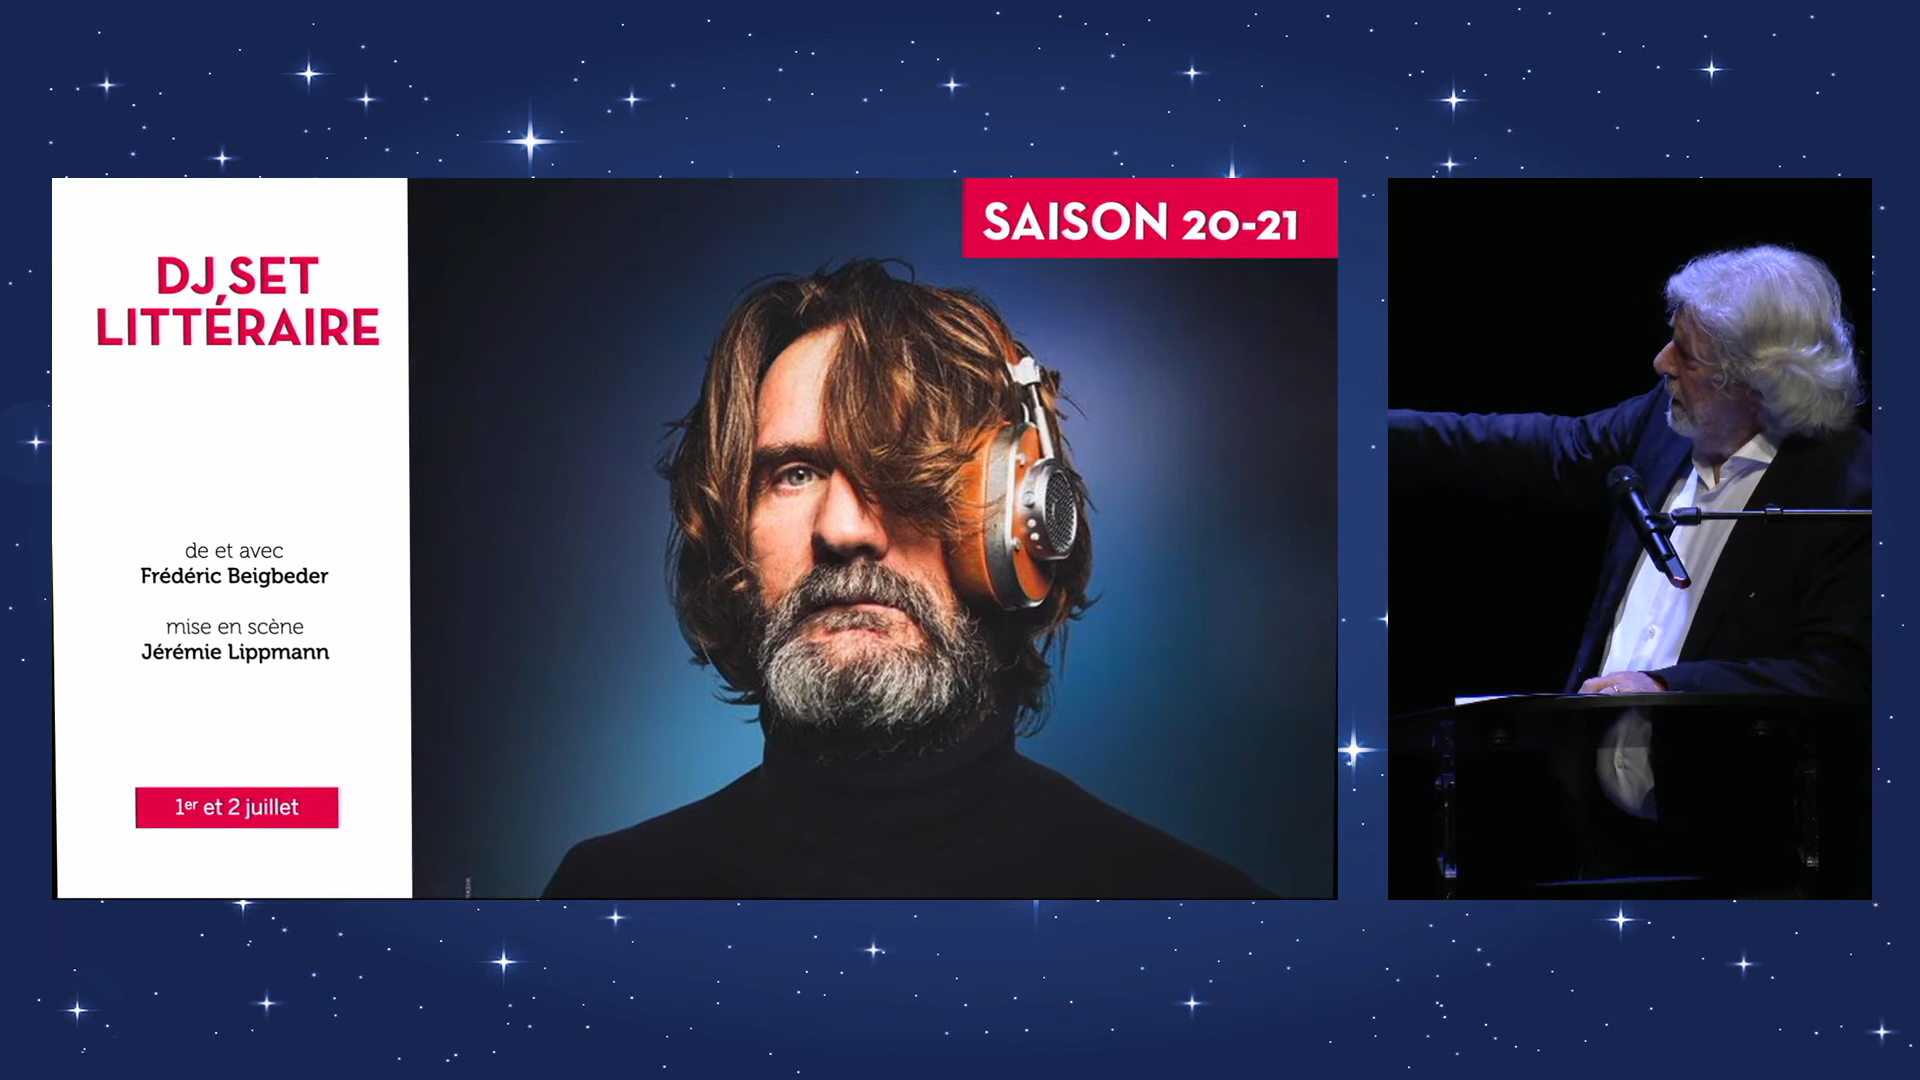 SAISON 20-21
DJ SET
LITTÉRAIRE
de et avec
Frédéric Beigbeder
mise en scène
Jérémie Lippmann
1er et 2 juillet